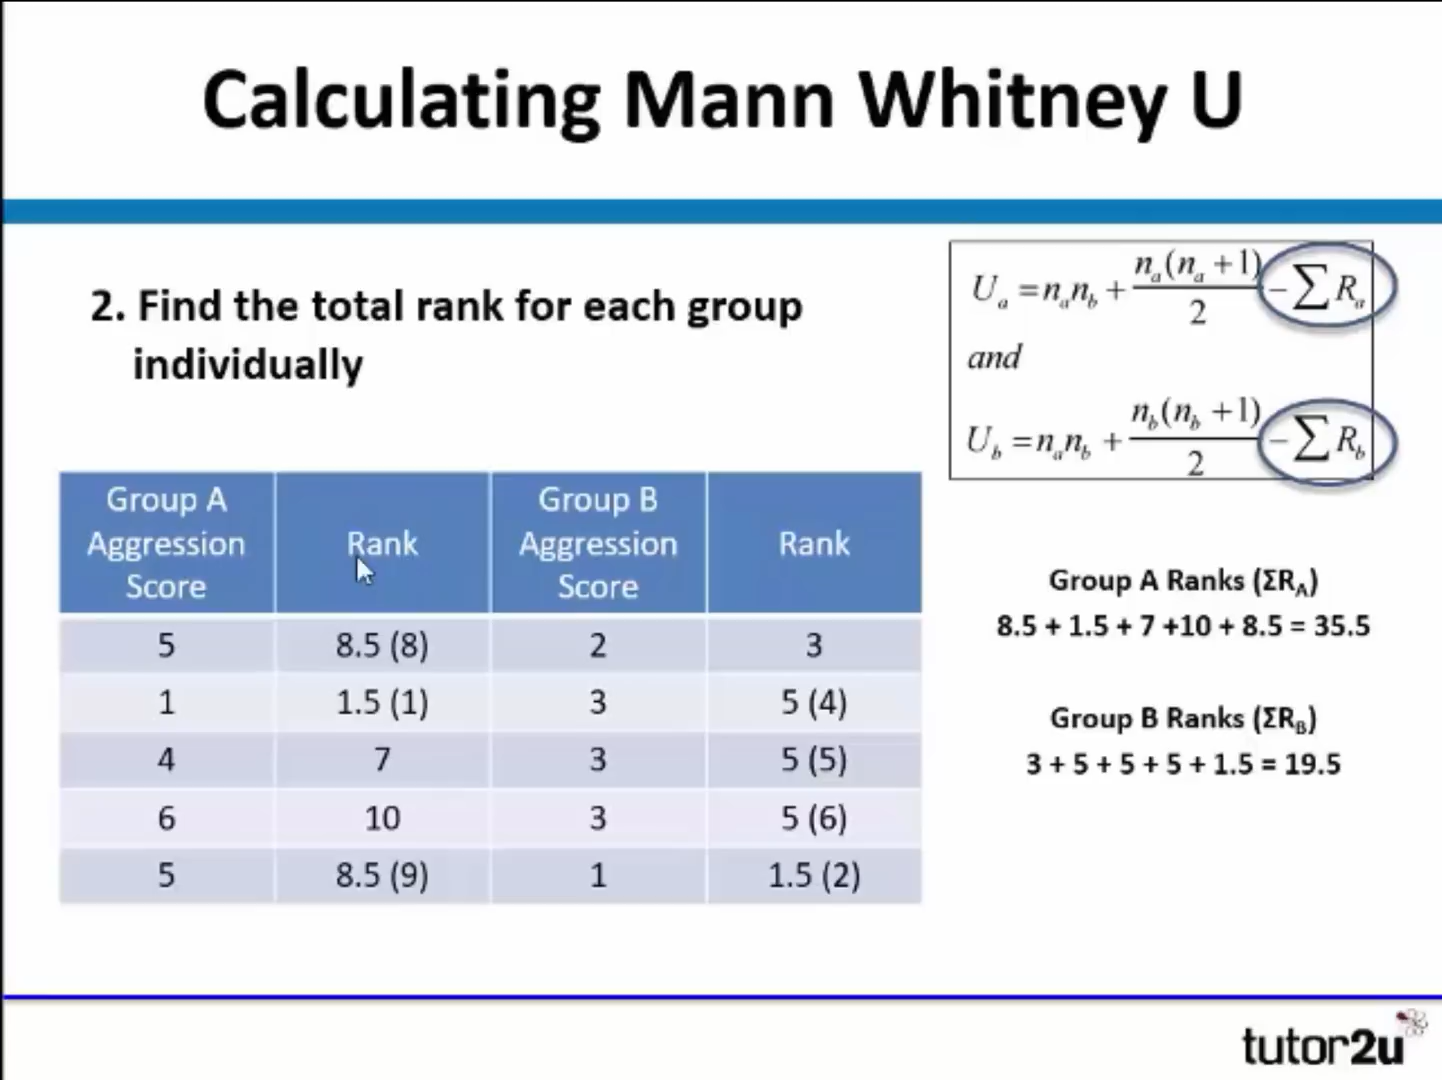 Calculating Mann Whitney U
2. Find the total rank for each group
individually
U_a = n_a n_b + n_a(n_a + 1)/2 − ∑ R_a
and
U_b = n_a n_b + n_b(n_b + 1)/2 − ∑ R_b
Group A Aggression Score | Rank | Group B Aggression Score | Rank
5 | 8.5 (8) | 2 | 3
1 | 1.5 (1) | 3 | 5 (4)
4 | 7 | 3 | 5 (5)
6 | 10 | 3 | 5 (6)
5 | 8.5 (9) | 1 | 1.5 (2)
Group A Ranks (ΣR_A)
8.5 + 1.5 + 7 +10 + 8.5 = 35.5
Group B Ranks (ΣR_B)
3 + 5 + 5 + 5 + 1.5 = 19.5
tutor2u